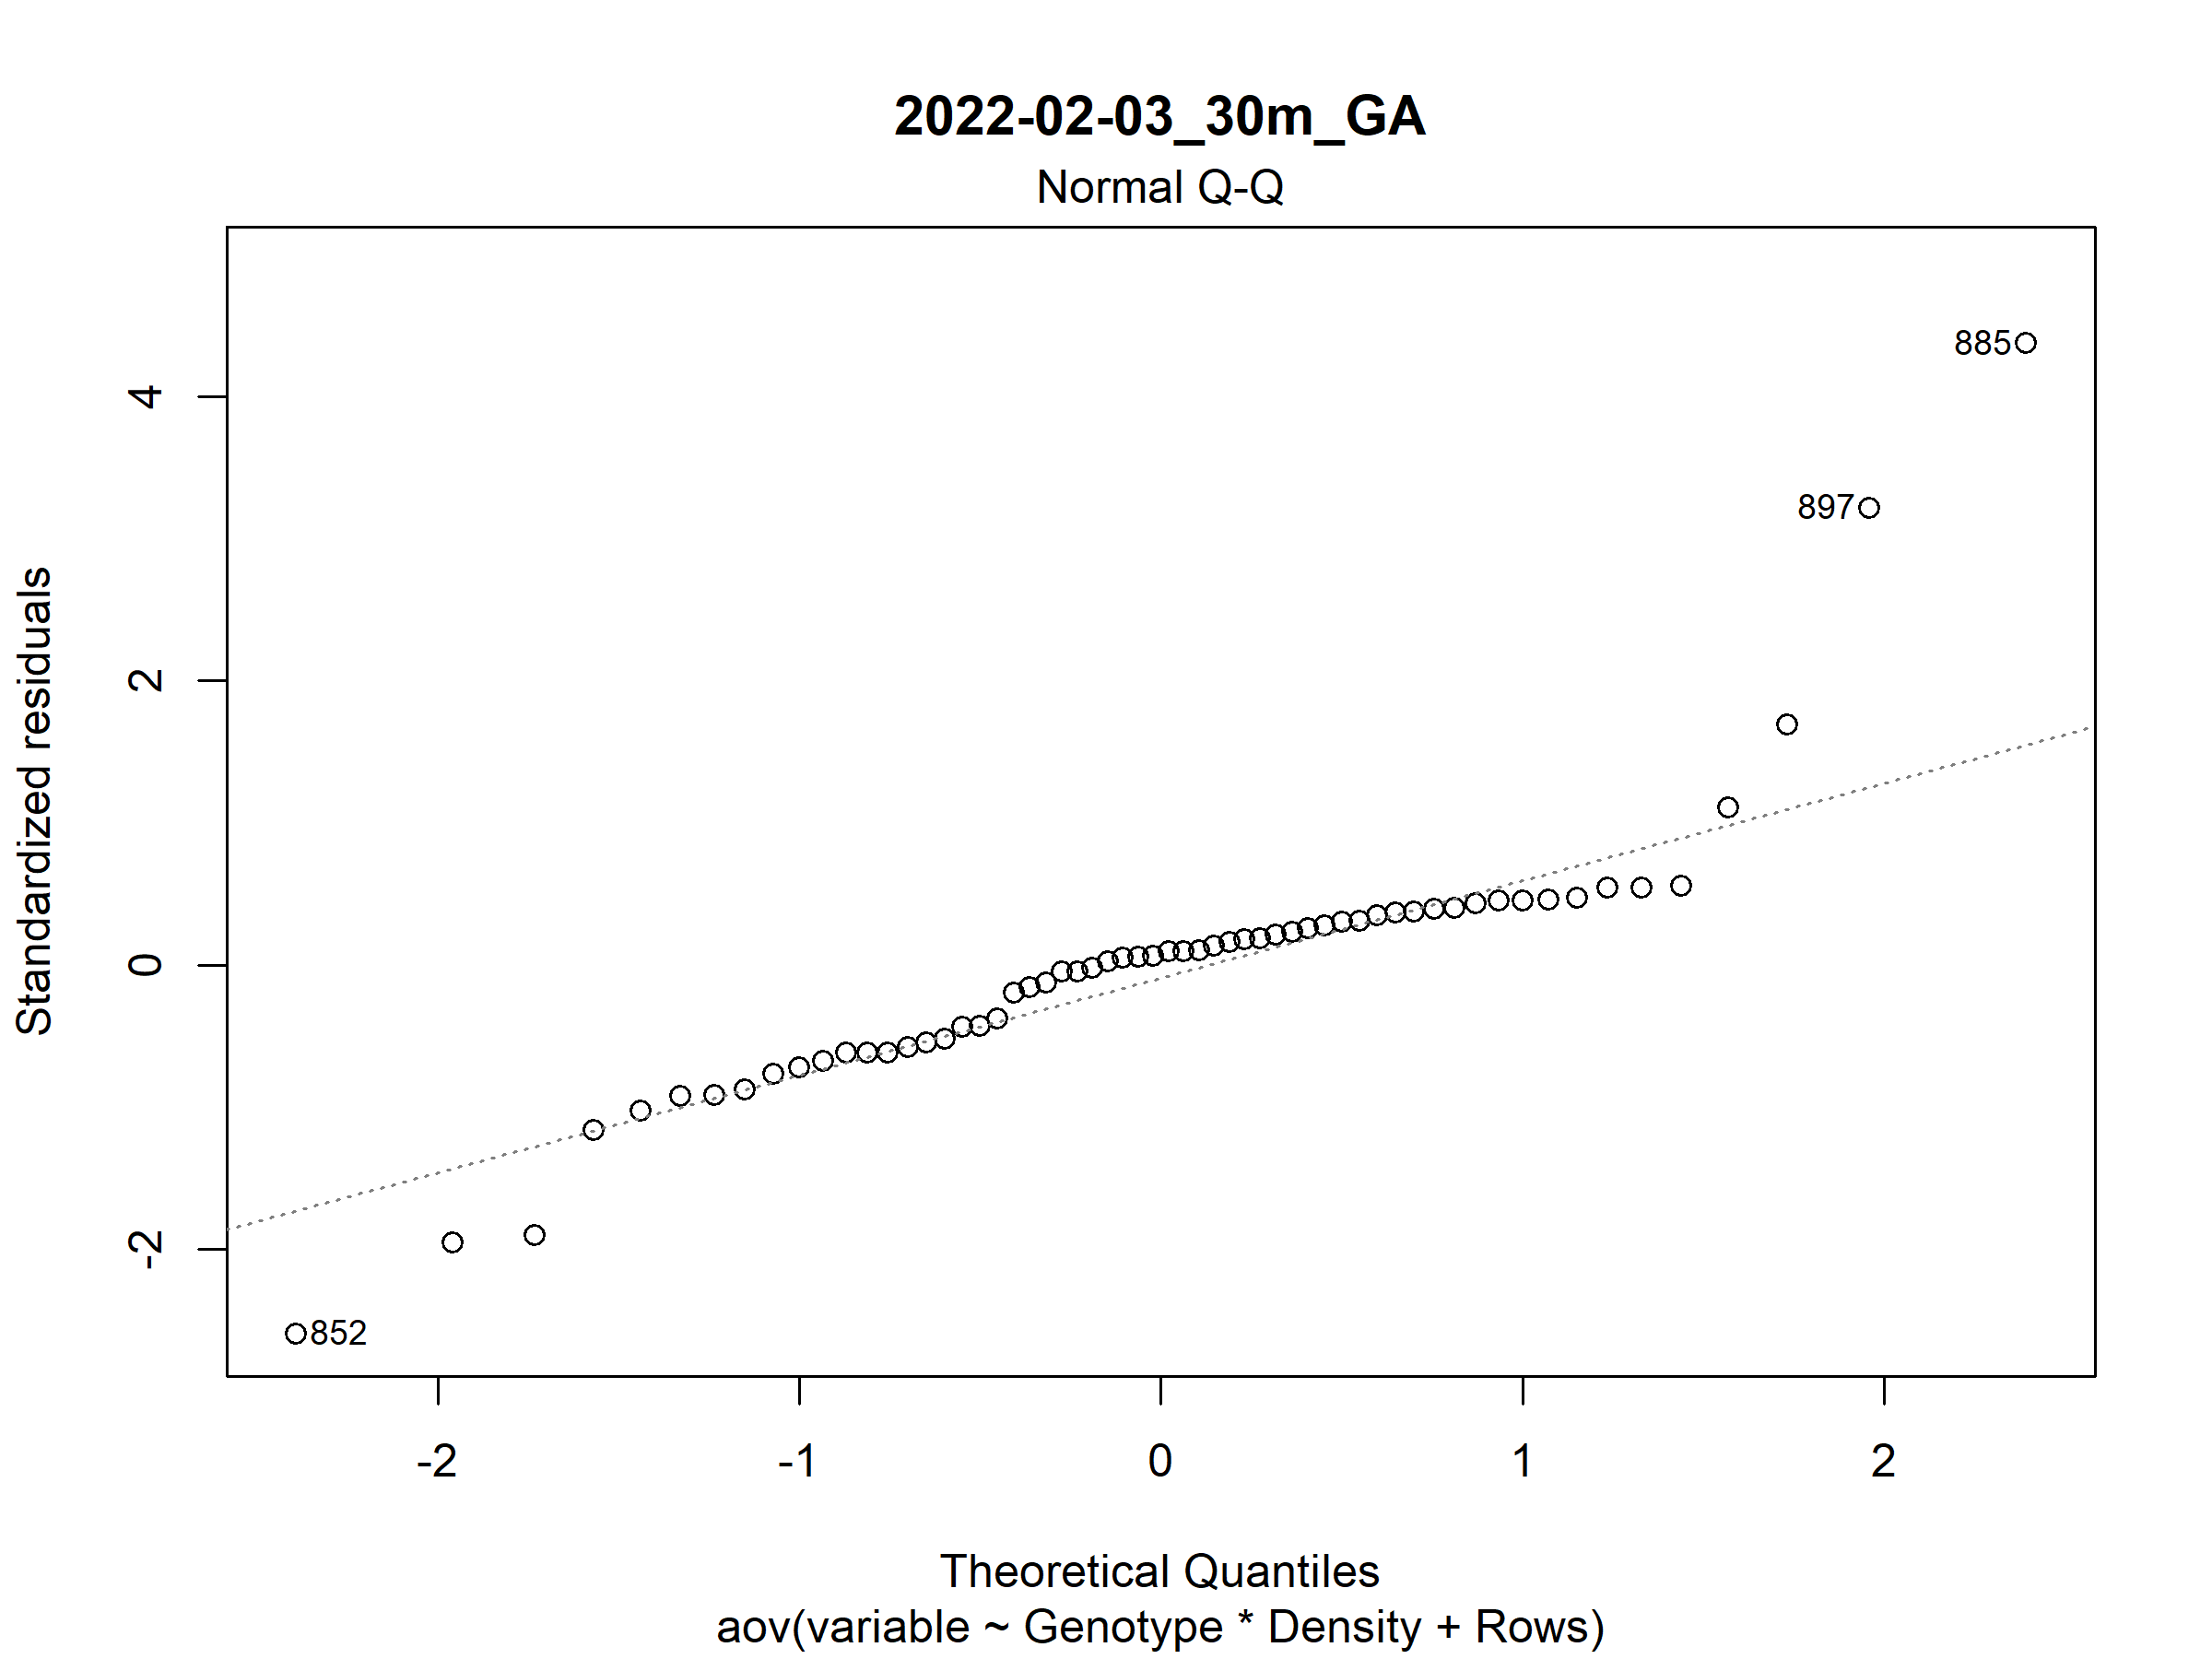 2022-02-03_30m_GA
Normal Q-Q
885
897
852
4
2
0
-2
Standardized residuals
-2
-1
0
1
2
Theoretical Quantiles
aov(variable ~ Genotype * Density + Rows)